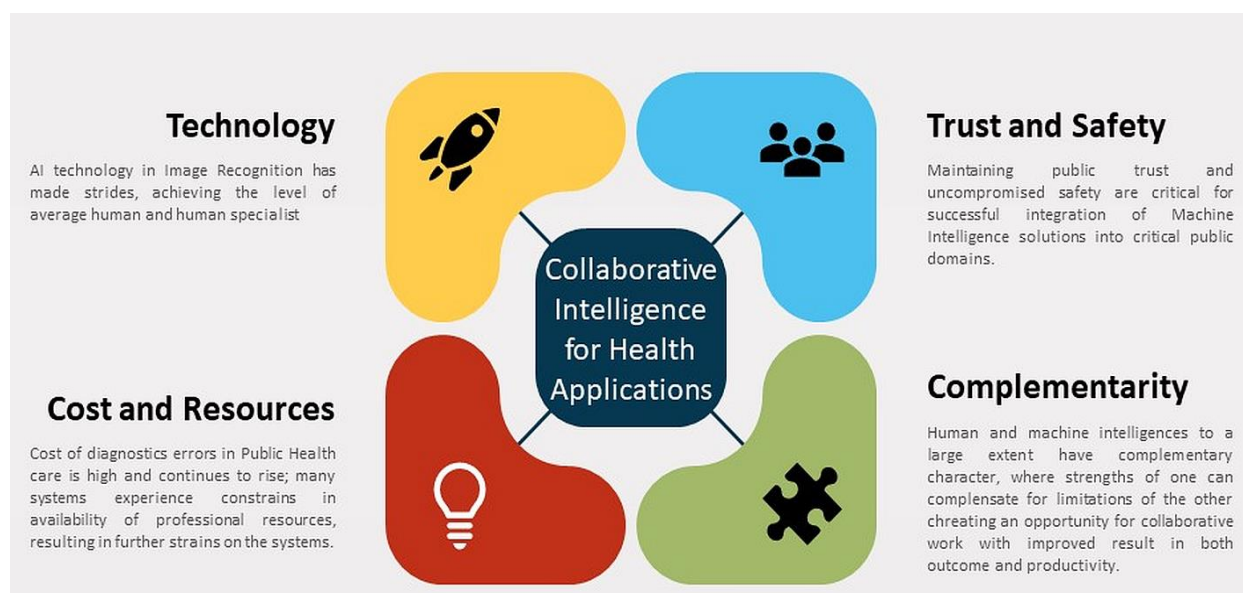 Technology
AI technology in Image Recognition has
made strides, achieving the level of
average human and human specialist
Trust and Safety
Maintaining public trust and
uncompromised safety are critical for
successful integration of Machine
Intelligence solutions into critical public
domains.
Collaborative
Intelligence
for Health
Applications
Cost and Resources
Cost of diagnostics errors in Public Health
care is high and continues to rise; many
systems experience constrains in
availability of professional resources,
resulting in further strains on the systems.
Complementarity
Human and machine intelligences to a
large extent have complementary
character, where strengths of one can
compensate for limitations of the other
chreating an opportunity for collaborative
work with improved result in both
outcome and productivity.